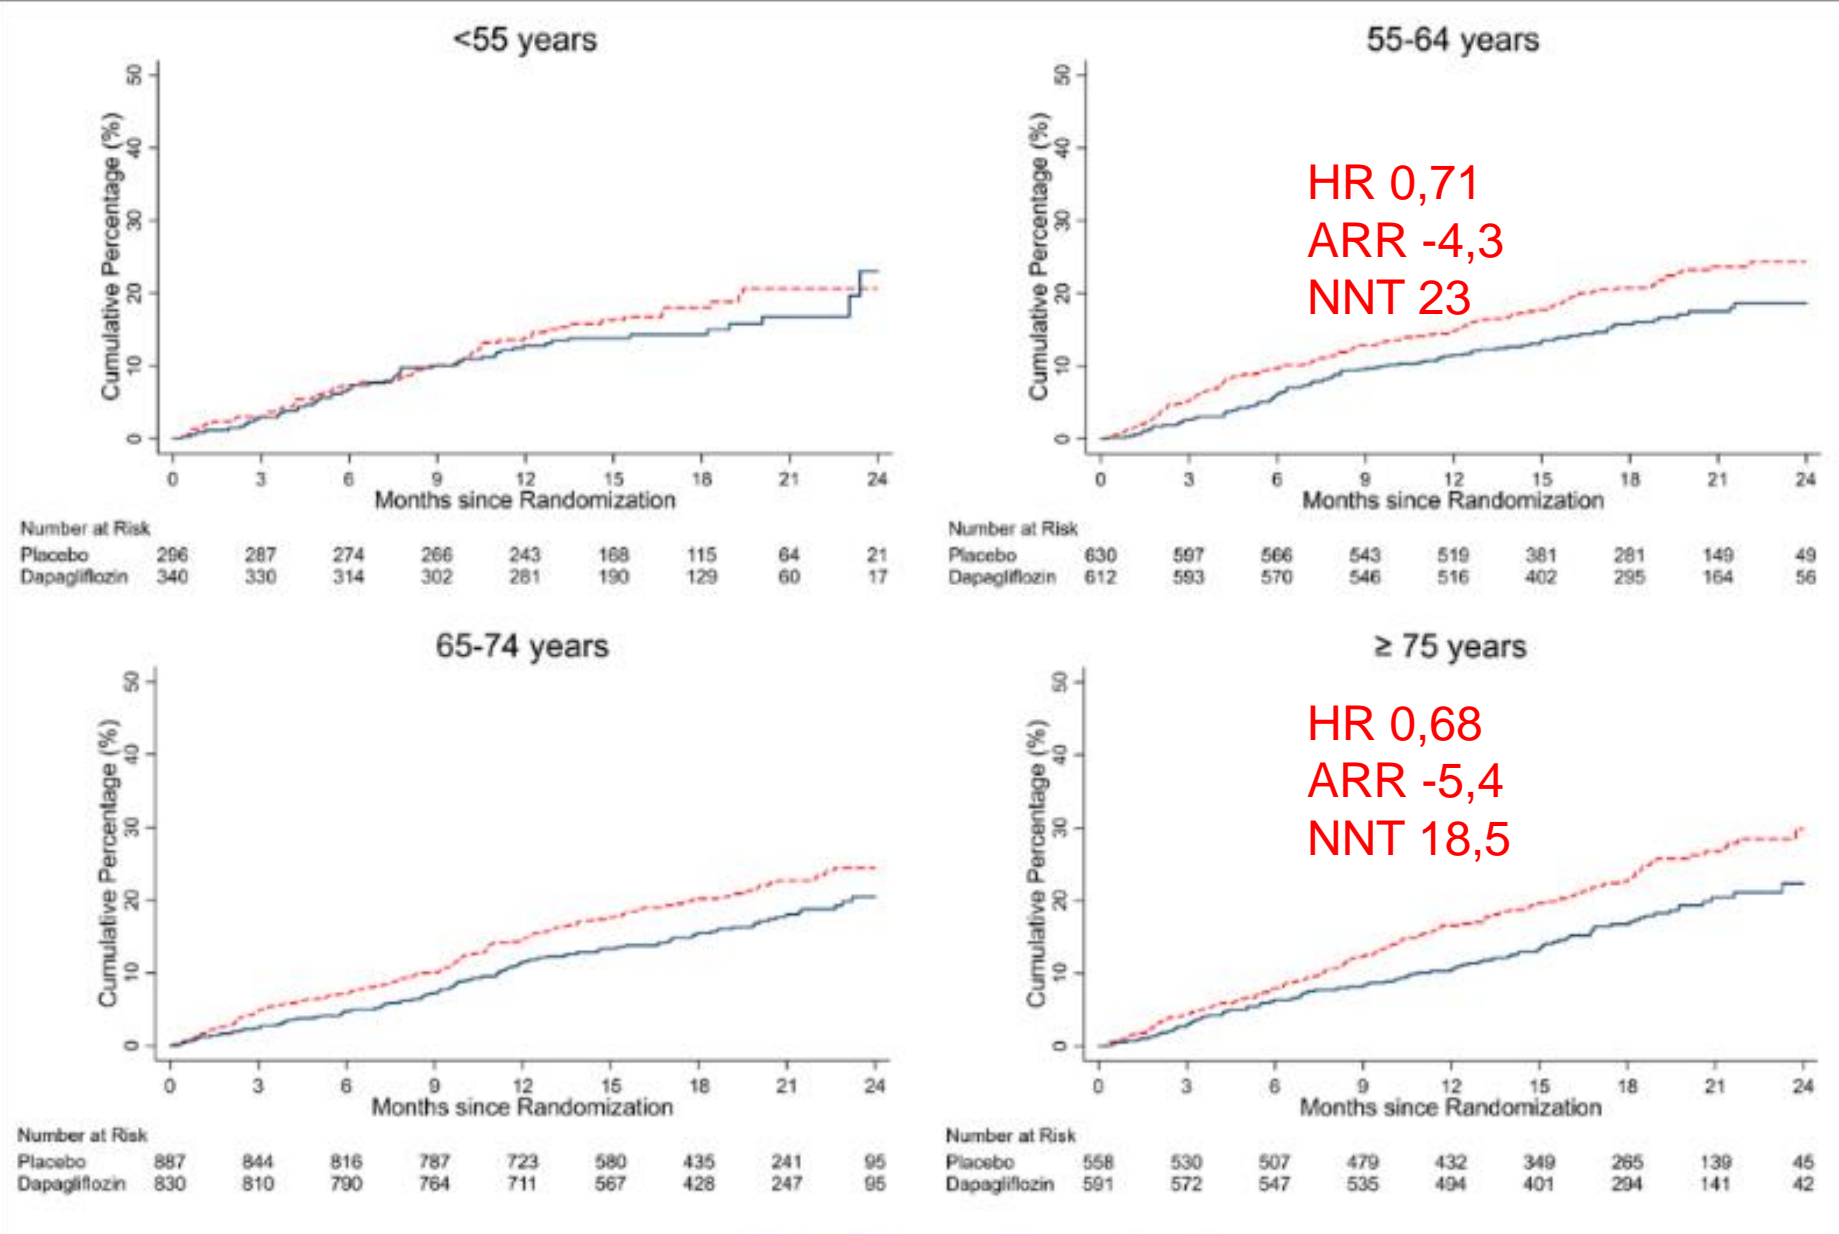 <55 years
50
40
30
20
10
0
Cumulative Percentage (%)
0 3 6 9 12 15 18 21 24
Months since Randomization
Number at Risk
Placebo 296 287 274 266 243 168 115 64 21
Dapagliflozin 340 330 314 302 281 190 129 60 17
55-64 years
50
40
30
20
10
0
Cumulative Percentage (%)
HR 0,71
ARR -4,3
NNT 23
0 3 6 9 12 15 18 21 24
Months since Randomization
Number at Risk
Placebo 630 597 566 543 519 381 281 149 49
Dapagliflozin 612 593 570 546 516 402 295 164 56
65-74 years
50
40
30
20
10
0
Cumulative Percentage (%)
0 3 6 9 12 15 18 21 24
Months since Randomization
Number at Risk
Placebo 887 844 816 787 723 580 435 241 95
Dapagliflozin 830 810 790 764 711 567 428 247 95
≥ 75 years
50
40
30
20
10
0
Cumulative Percentage (%)
HR 0,68
ARR -5,4
NNT 18,5
0 3 6 9 12 15 18 21 24
Months since Randomization
Number at Risk
Placebo 558 530 507 479 432 349 265 139 45
Dapagliflozin 591 572 547 535 494 401 294 141 42